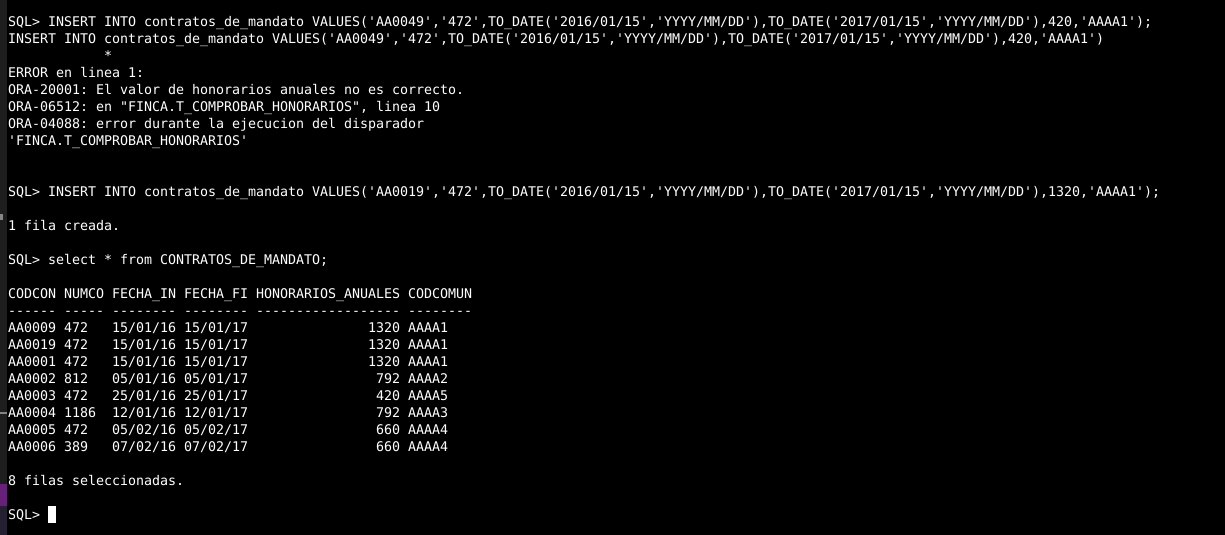 SQL> INSERT INTO contratos_de_mandato VALUES('AA0049','472',TO_DATE('2016/01/15','YYYY/MM/DD'),TO_DATE('2017/01/15','YYYY/MM/DD'),420,'AAAA1');
INSERT INTO contratos_de_mandato VALUES('AA0049','472',TO_DATE('2016/01/15','YYYY/MM/DD'),TO_DATE('2017/01/15','YYYY/MM/DD'),420,'AAAA1')
            *
ERROR en linea 1:
ORA-20001: El valor de honorarios anuales no es correcto.
ORA-06512: en "FINCA.T_COMPROBAR_HONORARIOS", linea 10
ORA-04088: error durante la ejecucion del disparador
'FINCA.T_COMPROBAR_HONORARIOS'
SQL> INSERT INTO contratos_de_mandato VALUES('AA0019','472',TO_DATE('2016/01/15','YYYY/MM/DD'),TO_DATE('2017/01/15','YYYY/MM/DD'),1320,'AAAA1');
1 fila creada.
SQL> select * from CONTRATOS_DE_MANDATO;
CODCON NUMCO FECHA_IN FECHA_FI HONORARIOS_ANUALES CODCOMUN
------ ----- -------- -------- ------------------ --------
AA0009 472   15/01/16 15/01/17               1320 AAAA1
AA0019 472   15/01/16 15/01/17               1320 AAAA1
AA0001 472   15/01/16 15/01/17               1320 AAAA1
AA0002 812   05/01/16 05/01/17                792 AAAA2
AA0003 472   25/01/16 25/01/17                420 AAAA5
AA0004 1186  12/01/16 12/01/17                792 AAAA3
AA0005 472   05/02/16 05/02/17                660 AAAA4
AA0006 389   07/02/16 07/02/17                660 AAAA4
8 filas seleccionadas.
SQL>